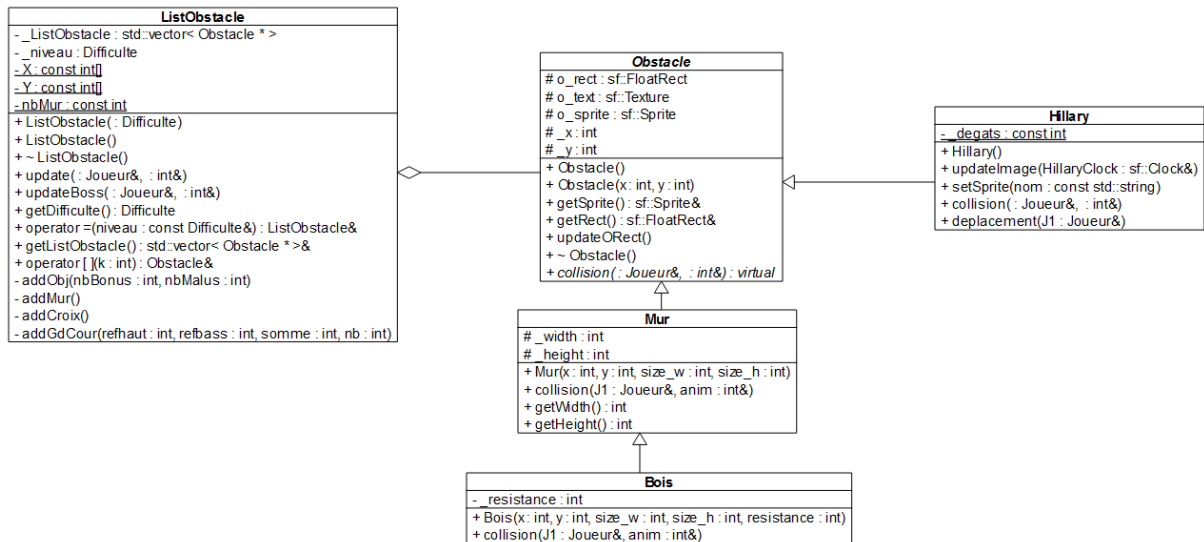 ListObstacle
- _ListObstacle : std::vector< Obstacle * >
- _niveau : Difficulte
- X : const int[]
- Y : const int[]
- nbMur : const int
+ ListObstacle( : Difficulte)
+ ListObstacle()
+ ~ ListObstacle()
+ update( : Joueur&, : int&)
+ updateBoss( : Joueur&, : int&)
+ getDifficulte() : Difficulte
+ operator =(niveau : const Difficulte&) : ListObstacle&
+ getListObstacle() : std::vector< Obstacle * >&
+ operator [ ](k : int) : Obstacle&
- addObj(nbBonus : int, nbMalus : int)
- addMur()
- addCroix()
- addGdCour(refhaut : int, refbass : int, somme : int, nb : int)
Obstacle
# o_rect : sf::FloatRect
# o_text : sf::Texture
# o_sprite : sf::Sprite
# _x : int
# _y : int
+ Obstacle()
+ Obstacle(x : int, y : int)
+ getSprite() : sf::Sprite&
+ getRect() : sf::FloatRect&
+ updateORect()
+ ~ Obstacle()
+ collision( : Joueur&, : int&) : virtual
Hillary
- _degats : const int
+ Hillary()
+ updateImage(HillaryClock : sf::Clock&)
+ setSprite(nom : const std::string)
+ collision( : Joueur&, : int&)
+ deplacement(J1 : Joueur&)
Mur
# _width : int
# _height : int
+ Mur(x : int, y : int, size_w : int, size_h : int)
+ collision(J1 : Joueur&, anim : int&)
+ getWidth() : int
+ getHeight() : int
Bois
- _resistance : int
+ Bois(x : int, y : int, size_w : int, size_h : int, resistance : int)
+ collision(J1 : Joueur&, anim : int&)